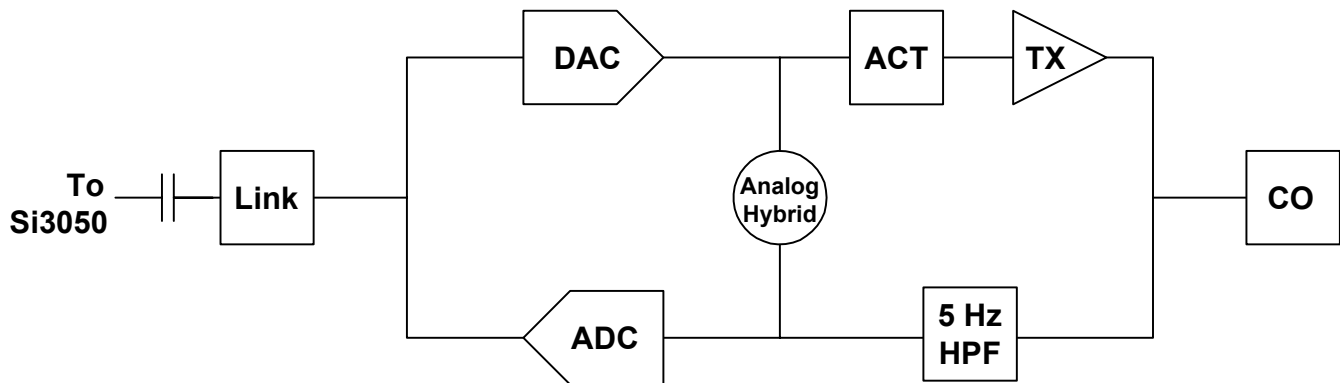 DAC
ACT
TX
To
Si3050
Link
Analog
Hybrid
CO
ADC
5 Hz
HPF